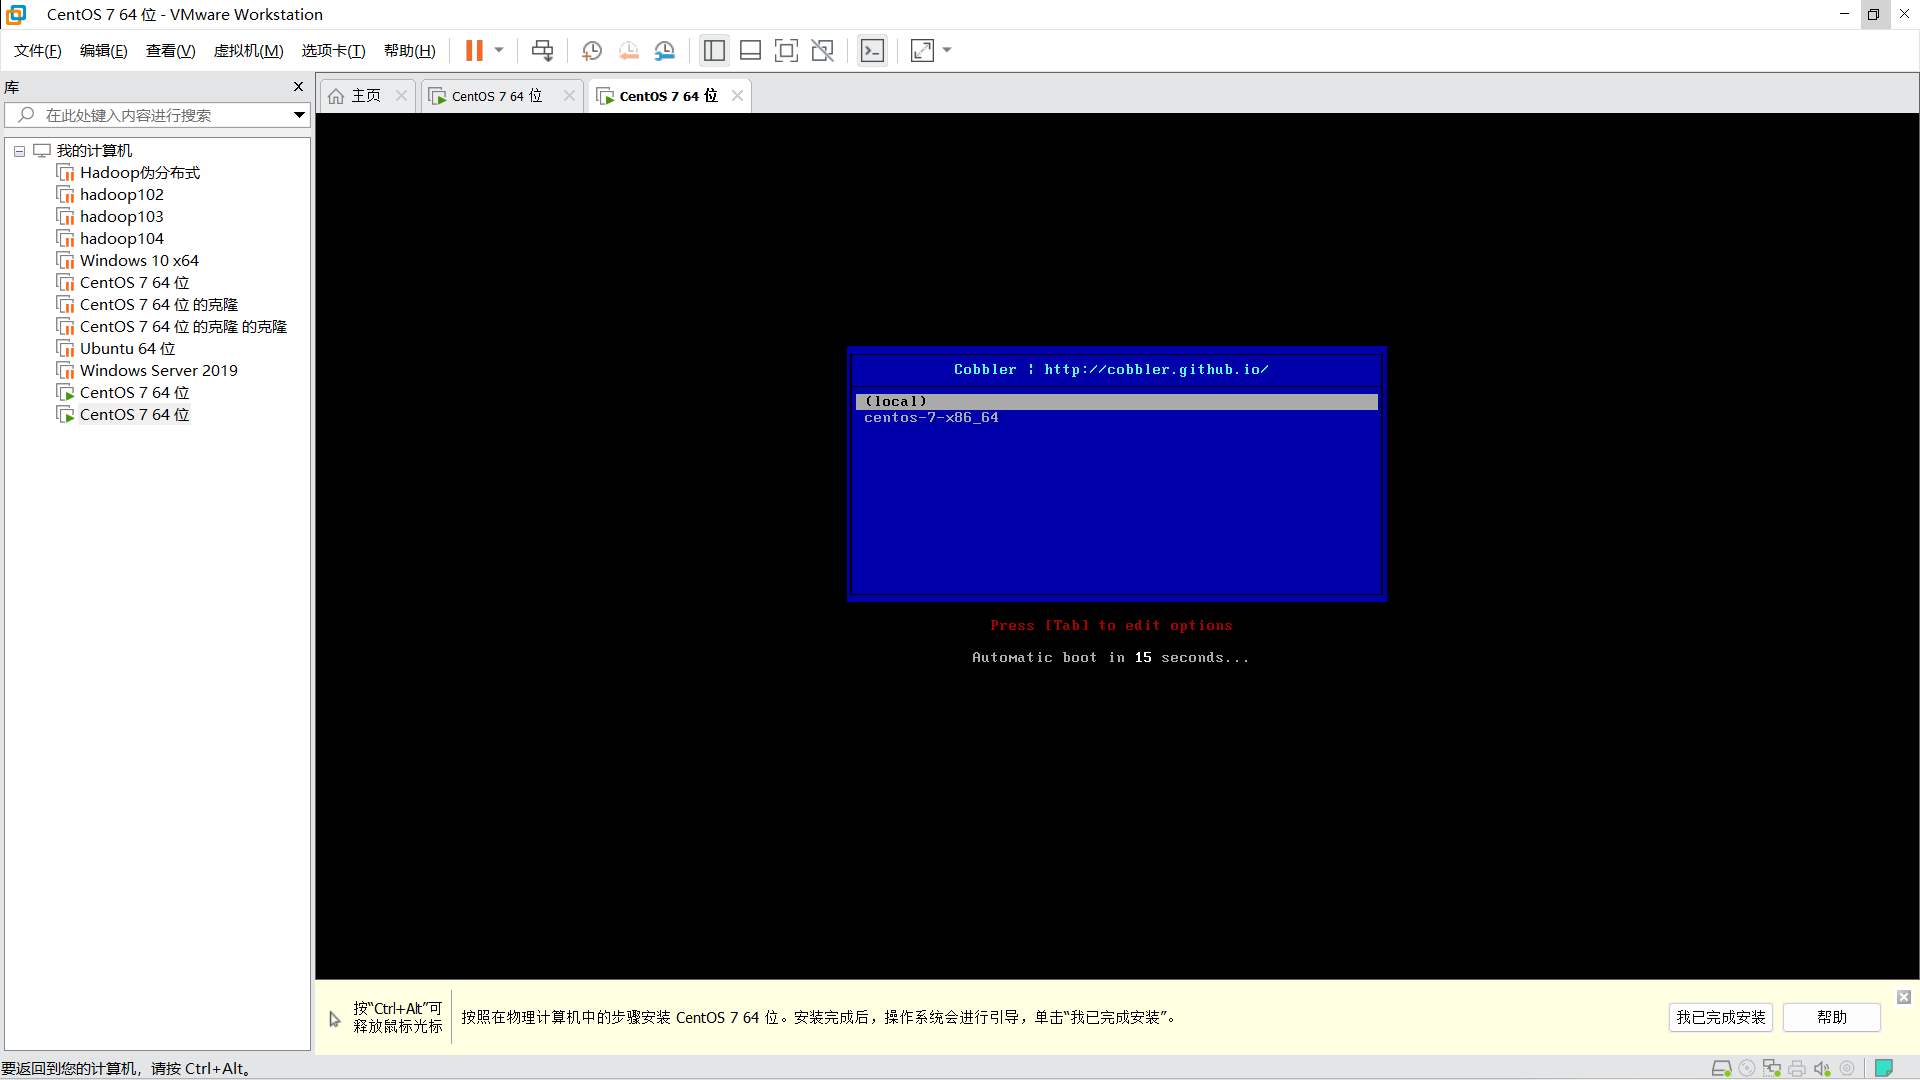 CentOS 7 64 位 - VMware Workstation
文件(F) 编辑(E) 查看(V) 虚拟机(M) 选项卡(T) 帮助(H)
库
在此处键入内容进行搜索
我的计算机
Hadoop伪分布式
hadoop102
hadoop103
hadoop104
Windows 10 x64
CentOS 7 64 位
CentOS 7 64 位 的克隆
CentOS 7 64 位 的克隆 的克隆
Ubuntu 64 位
Windows Server 2019
CentOS 7 64 位
CentOS 7 64 位
主页 CentOS 7 64 位 CentOS 7 64 位
Cobbler ¦ http://cobbler.github.io/
(local)
centos-7-x86_64
Press [Tab] to edit options
Automatic boot in 15 seconds...
按“Ctrl+Alt”可
释放鼠标光标
按照在物理计算机中的步骤安装 CentOS 7 64 位。安装完成后，操作系统会进行引导，单击“我已完成安装”。
我已完成安装 帮助
要返回到您的计算机，请按 Ctrl+Alt。